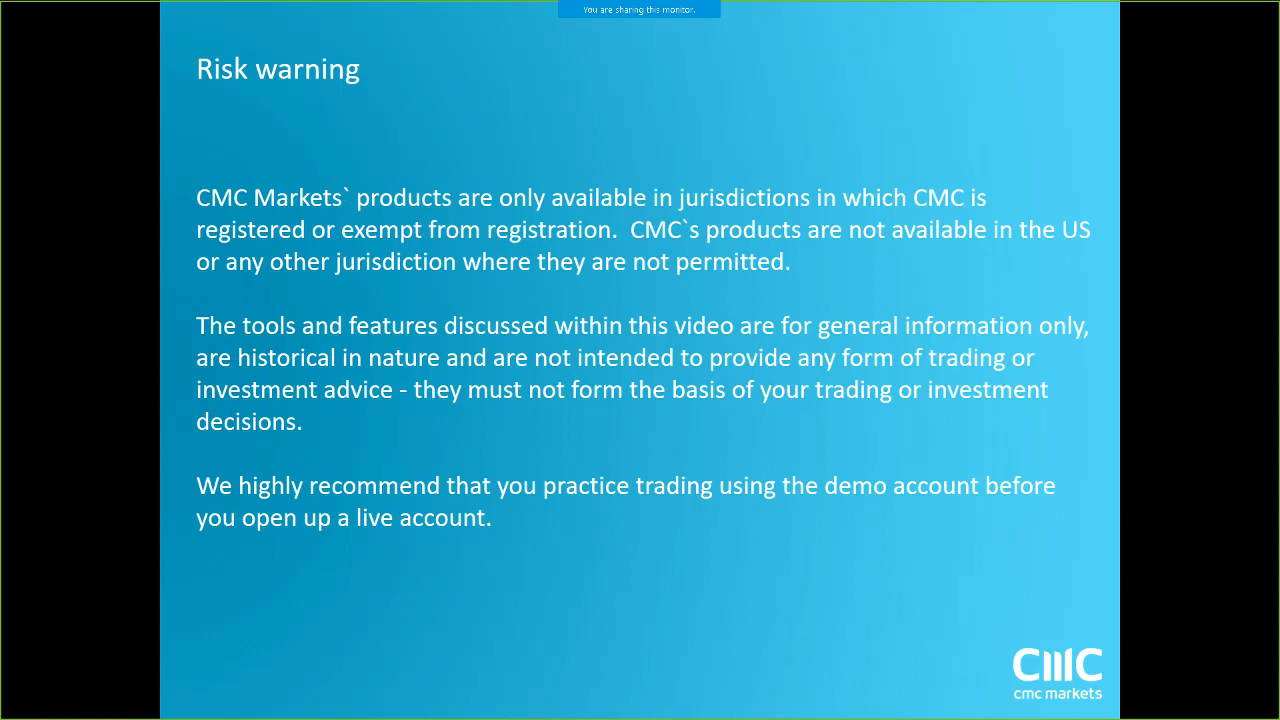 You are sharing this monitor.
Risk warning
CMC Markets` products are only available in jurisdictions in which CMC is
registered or exempt from registration.  CMC`s products are not available in the US
or any other jurisdiction where they are not permitted.
The tools and features discussed within this video are for general information only,
are historical in nature and are not intended to provide any form of trading or
investment advice - they must not form the basis of your trading or investment
decisions.
We highly recommend that you practice trading using the demo account before
you open up a live account.
CMC
cmc markets